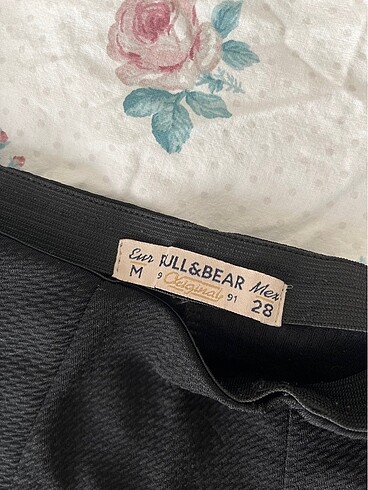 Eur PULL&BEAR Mex
M 9 Original 91 28